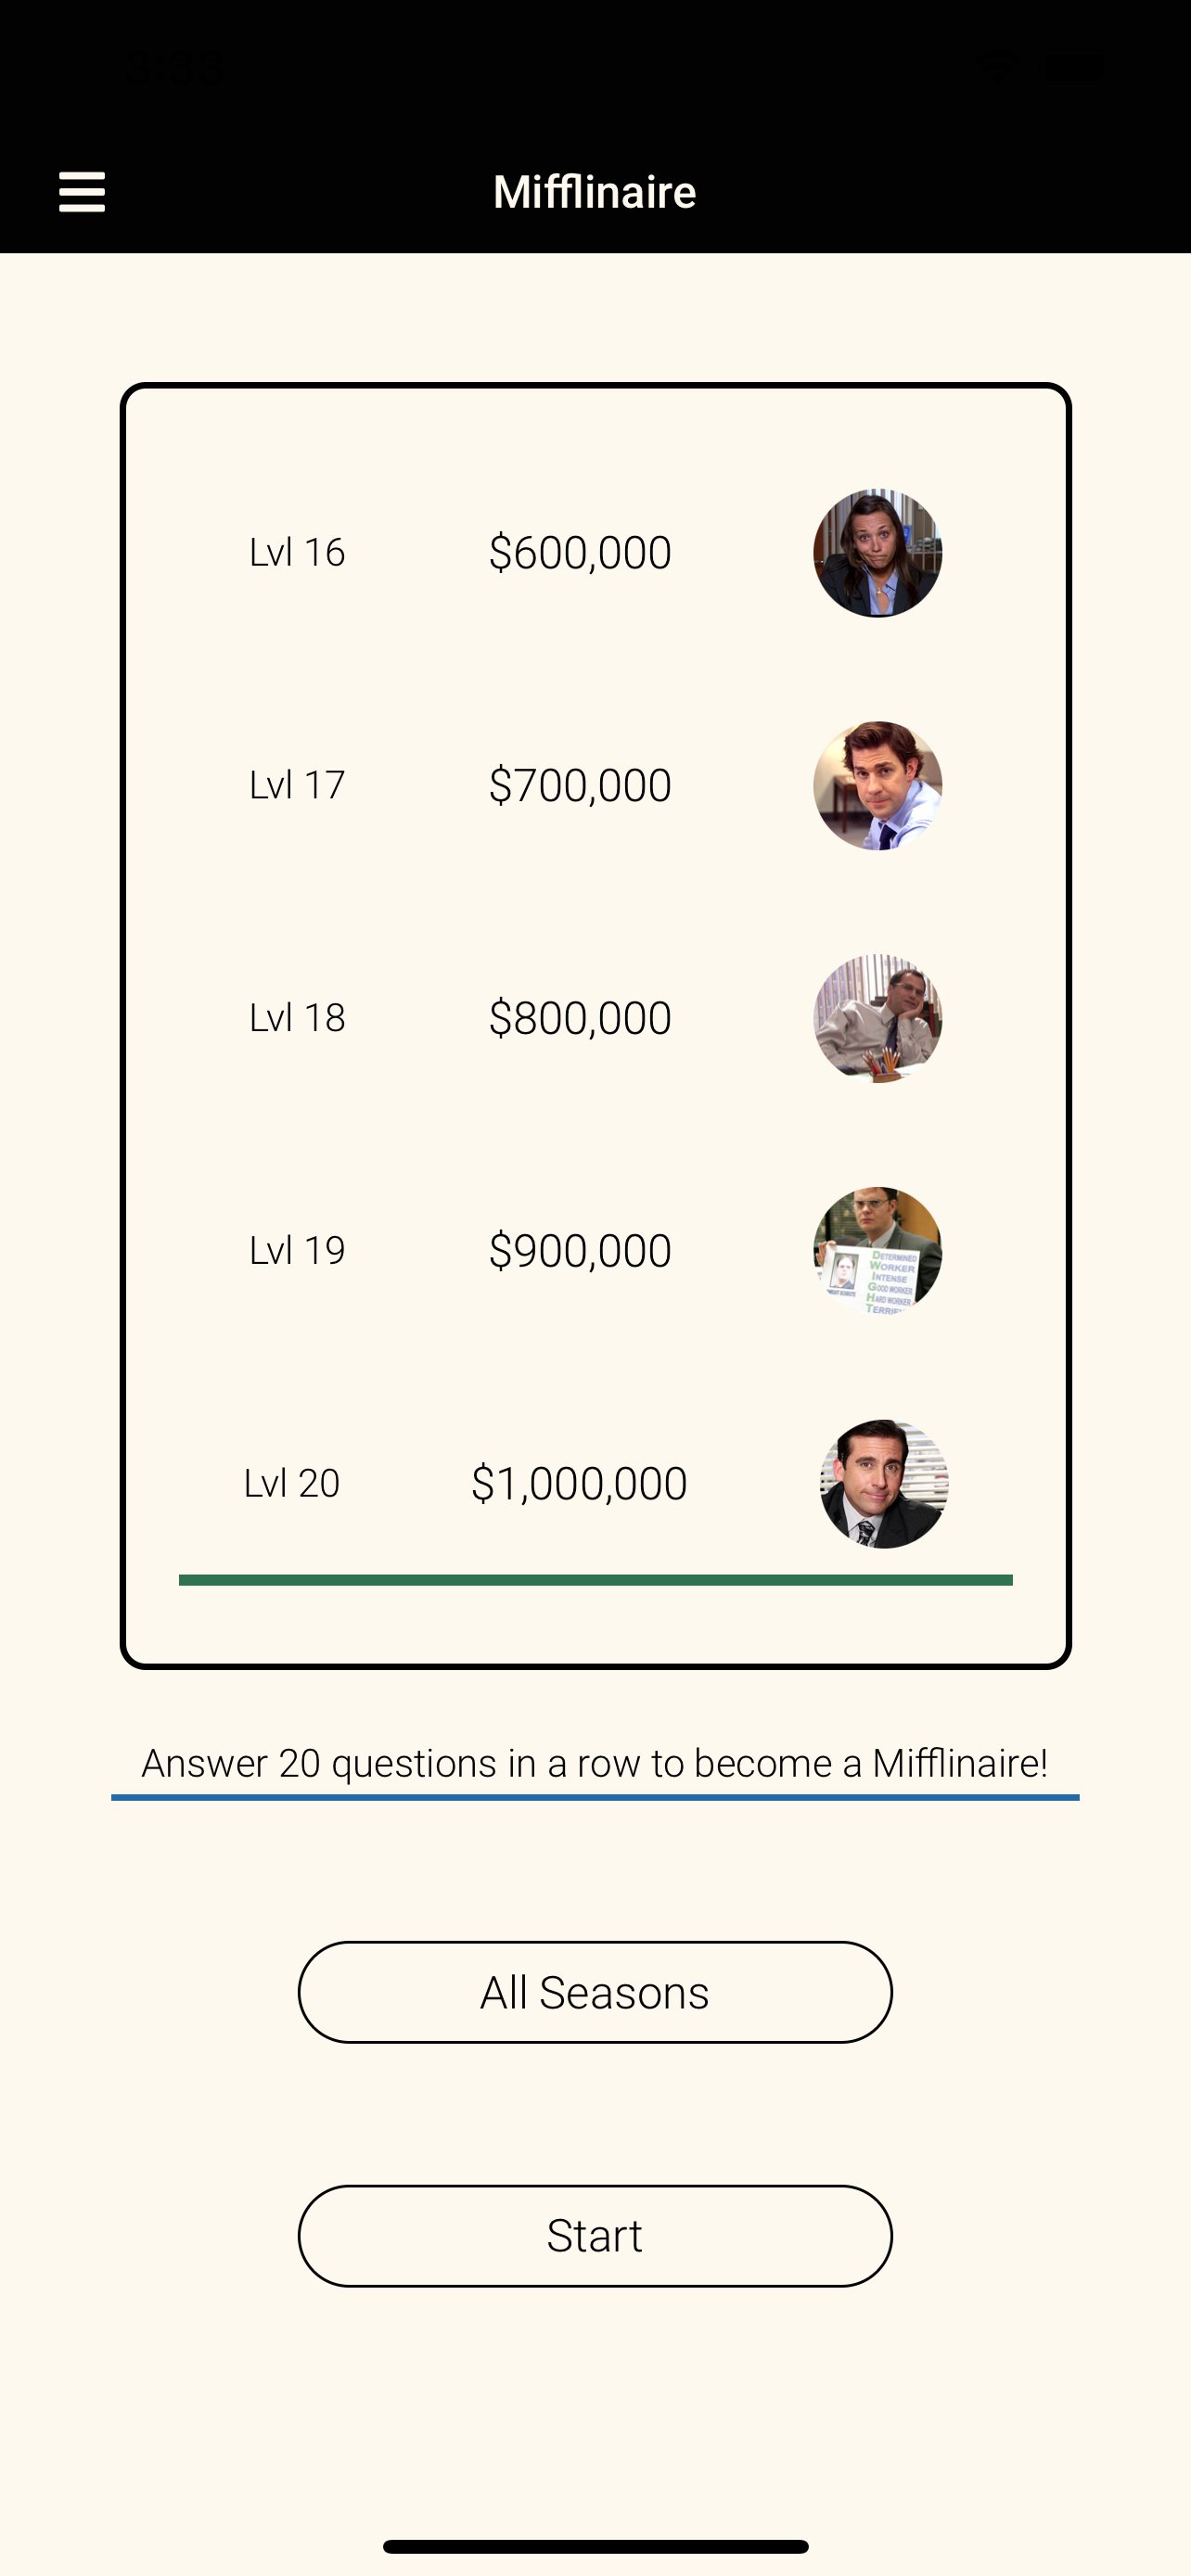 3:33
Mifflinaire
Lvl 16 $600,000
Lvl 17 $700,000
Lvl 18 $800,000
Lvl 19 $900,000
DETERMINED
WORKER
INTENSE
GOOD WORKER
HARD WORKER
Lvl 20 $1,000,000
Answer 20 questions in a row to become a Mifflinaire!
All Seasons
Start